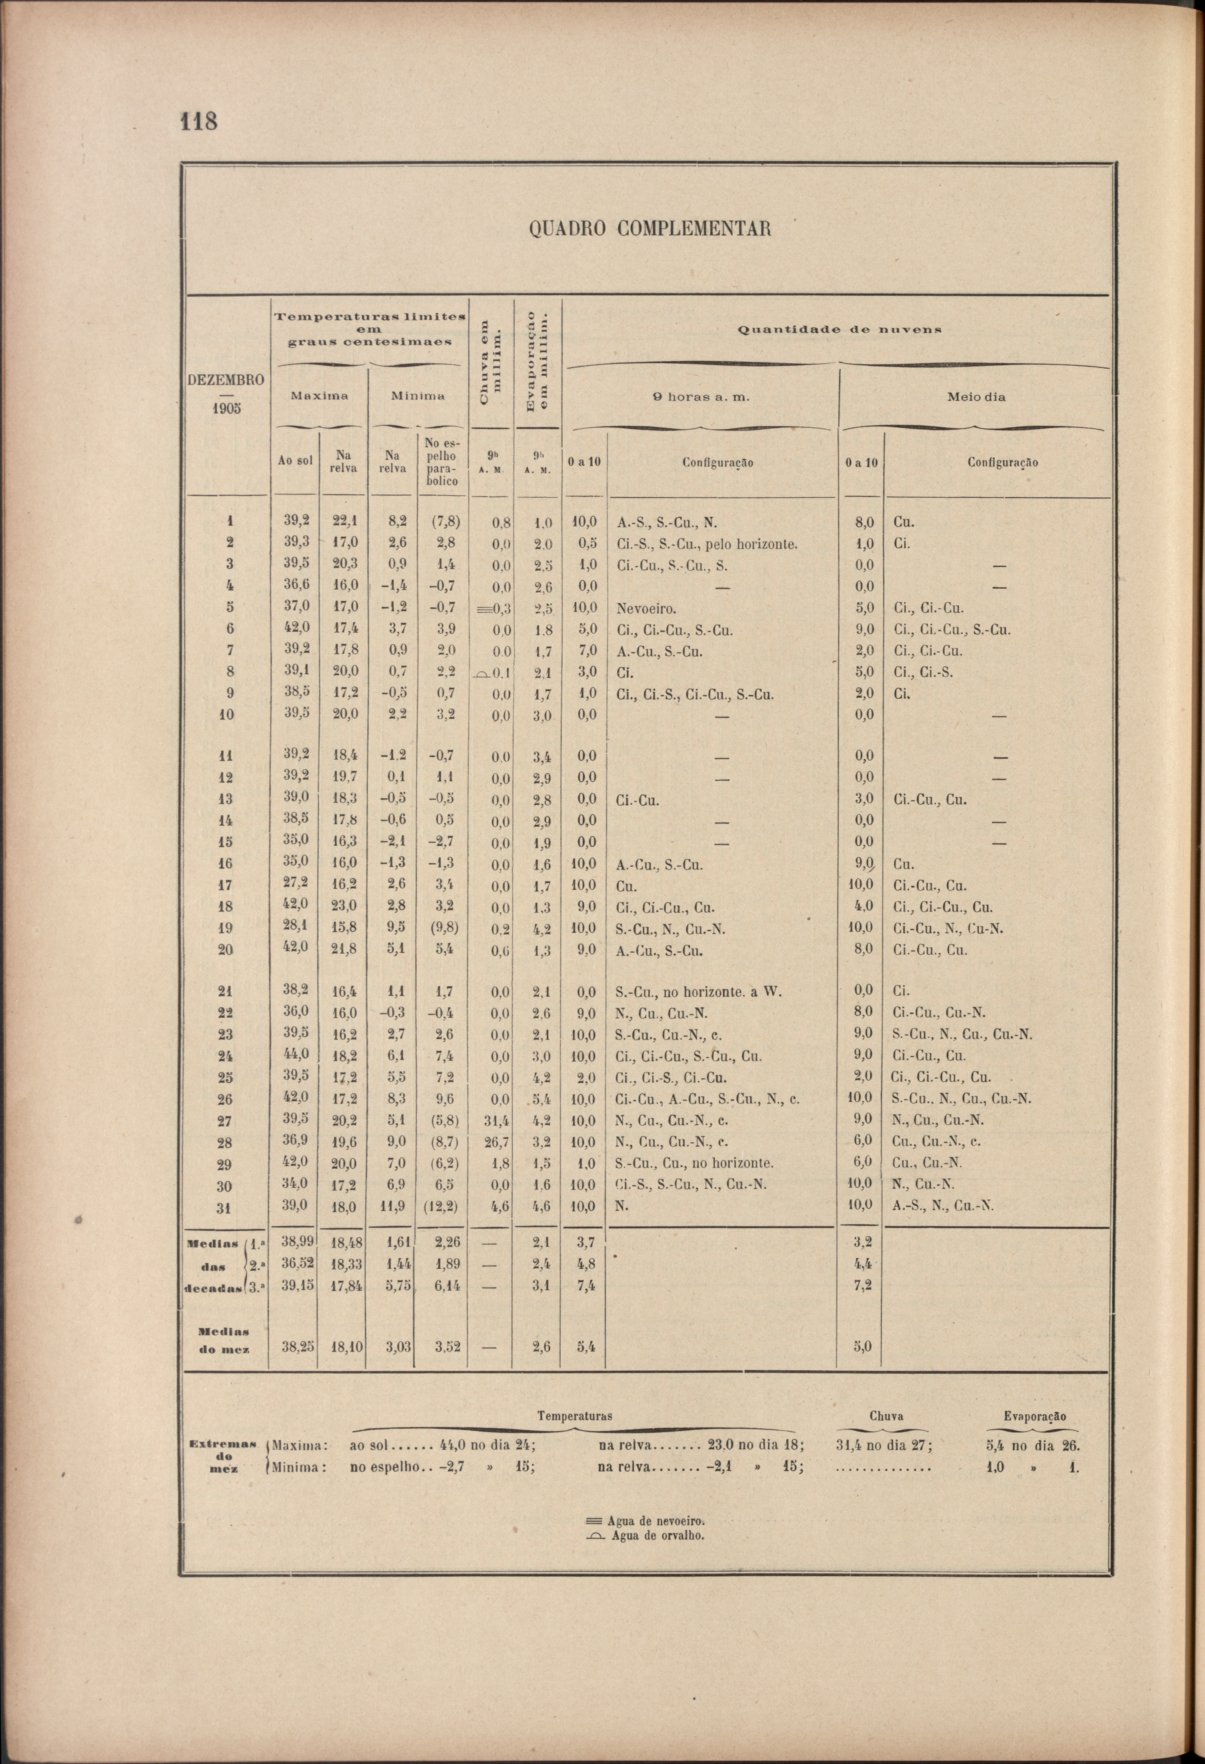 118
QUADRO COMPLEMENTAR
DEZEMBRO
—
1905
Temperaturas limites
em
graus centesimaes
Chuva em
millim.
Evaporação
em millim.
Quantidade de nuvens
Maxima
Minima
9 horas a. m.
Meio dia
Ao sol
Na
relva
Na
relva
No es-
pelho
para-
bolico
9h
A. M.
9h
A. M.
0 a 10
Configuração
0 a 10
Configuração
1 39,2 22,1 8,2 (7,8) 0,8 1,0 10,0 A.-S., S.-Cu., N. 8,0 Cu.
2 39,3 17,0 2,6 2,8 0,0 2,0 0,5 Ci.-S., S.-Cu., pelo horizonte. 1,0 Ci.
3 39,5 20,3 0,9 1,4 0,0 2,5 1,0 Ci.-Cu., S.-Cu., S. 0,0 —
4 36,6 16,0 –1,4 –0,7 0,0 2,6 0,0 — 0,0 —
5 37,0 17,0 –1,2 –0,7 ≡0,3 2,5 10,0 Nevoeiro. 5,0 Ci., Ci.-Cu.
6 42,0 17,4 3,7 3,9 0,0 1.8 5,0 Ci., Ci.-Cu., S.-Cu. 9,0 Ci., Ci.-Cu., S.-Cu.
7 39,2 17,8 0,9 2,0 0.0 1,7 7,0 A.-Cu., S.-Cu. 2,0 Ci., Ci.-Cu.
8 39,1 20,0 0,7 2,2 ⌓0.1 2,1 3,0 Ci. 5,0 Ci., Ci.-S.
9 38,5 17,2 –0,5 0,7 0,0 1,7 1,0 Ci., Ci.-S., Ci.-Cu., S.-Cu. 2,0 Ci.
10 39,5 20,0 2,2 3,2 0,0 3,0 0,0 — 0,0 —
11 39,2 18,4 –1.2 –0,7 0.0 3,4 0,0 — 0,0 —
12 39,2 19,7 0,1 1,1 0,0 2,9 0,0 — 0,0 —
13 39,0 18,3 –0,5 –0,5 0,0 2,8 0,0 Ci.-Cu. 3,0 Ci.-Cu., Cu.
14 38,5 17,8 –0,6 0,5 0,0 2,9 0,0 — 0,0 —
15 35,0 16,3 –2,1 –2,7 0,0 1,9 0,0 — 0,0 —
16 35,0 16,0 –1,3 –1,3 0,0 1,6 10,0 A.-Cu., S.-Cu. 9,0 Cu.
17 27,2 16,2 2,6 3,4 0,0 1,7 10,0 Cu. 10,0 Ci.-Cu., Cu.
18 42,0 23,0 2,8 3,2 0,0 1.3 9,0 Ci., Ci.-Cu., Cu. 4,0 Ci., Ci.-Cu., Cu.
19 28,1 15,8 9,5 (9,8) 0,2 4,2 10,0 S.-Cu., N., Cu.-N. 10,0 Ci.-Cu., N., Cu-N.
20 42,0 21,8 5,1 5,4 0,6 1,3 9,0 A.-Cu., S.-Cu. 8,0 Ci.-Cu., Cu.
21 38,2 16,4 1,1 1,7 0,0 2,1 0,0 S.-Cu., no horizonte. a W. 0,0 Ci.
22 36,0 16,0 –0,3 –0,4 0,0 2,6 9,0 N., Cu., Cu.-N. 8,0 Ci.-Cu., Cu.-N.
23 39,5 16,2 2,7 2,6 0,0 2,1 10,0 S.-Cu., Cu.-N., c. 9,0 S.-Cu., N., Cu., Cu.-N.
24 44,0 18,2 6,1 7,4 0,0 3,0 10,0 Ci., Ci.-Cu., S.-Cu., Cu. 9,0 Ci.-Cu., Cu.
25 39,5 17,2 5,5 7,2 0,0 4,2 2,0 Ci., Ci.-S., Ci.-Cu. 2,0 Ci., Ci.-Cu., Cu.
26 42,0 17,2 8,3 9,6 0,0 5,4 10,0 Ci.-Cu., A.-Cu., S.-Cu., N., c. 10,0 S.-Cu., N., Cu., Cu.-N.
27 39,5 20,2 5,1 (5,8) 31,4 4,2 10,0 N., Cu., Cu.-N., c. 9,0 N., Cu., Cu.-N.
28 36,9 19,6 9,0 (8,7) 26,7 3,2 10,0 N., Cu., Cu.-N., c. 6,0 Cu., Cu.-N., c.
29 42,0 20,0 7,0 (6,2) 1,8 1,5 1,0 S.-Cu., Cu., no horizonte. 6,0 Cu., Cu.-N.
30 34,0 17,2 6,9 6,5 0,0 1.6 10,0 Ci.-S., S.-Cu., N., Cu.-N. 10,0 N., Cu.-N.
31 39,0 18,0 11,9 (12,2) 4,6 4,6 10,0 N. 10,0 A.-S., N., Cu.-N.
Medias 1.ª 38,99 18,48 1,61 2,26 — 2,1 3,7 3,2
das 2.ª 36,52 18,33 1,44 1,89 — 2,4 4,8 4,4
decadas 3.ª 39,15 17,84 5,75 6,14 — 3,1 7,4 7,2
Medias
do mez 38,25 18,10 3,03 3,52 — 2,6 5,4 5,0
Temperaturas Chuva Evaporação
Extremas
do
mez
Maxima: ao sol...... 44,0 no dia 24; na relva....... 23,0 no dia 18; 31,4 no dia 27; 5,4 no dia 26.
Minima: no espelho.. –2,7 » 15; na relva....... –2,1 » 15; .............. 1,0 » 1.
≡ Agua de nevoeiro.
⌓ Agua de orvalho.